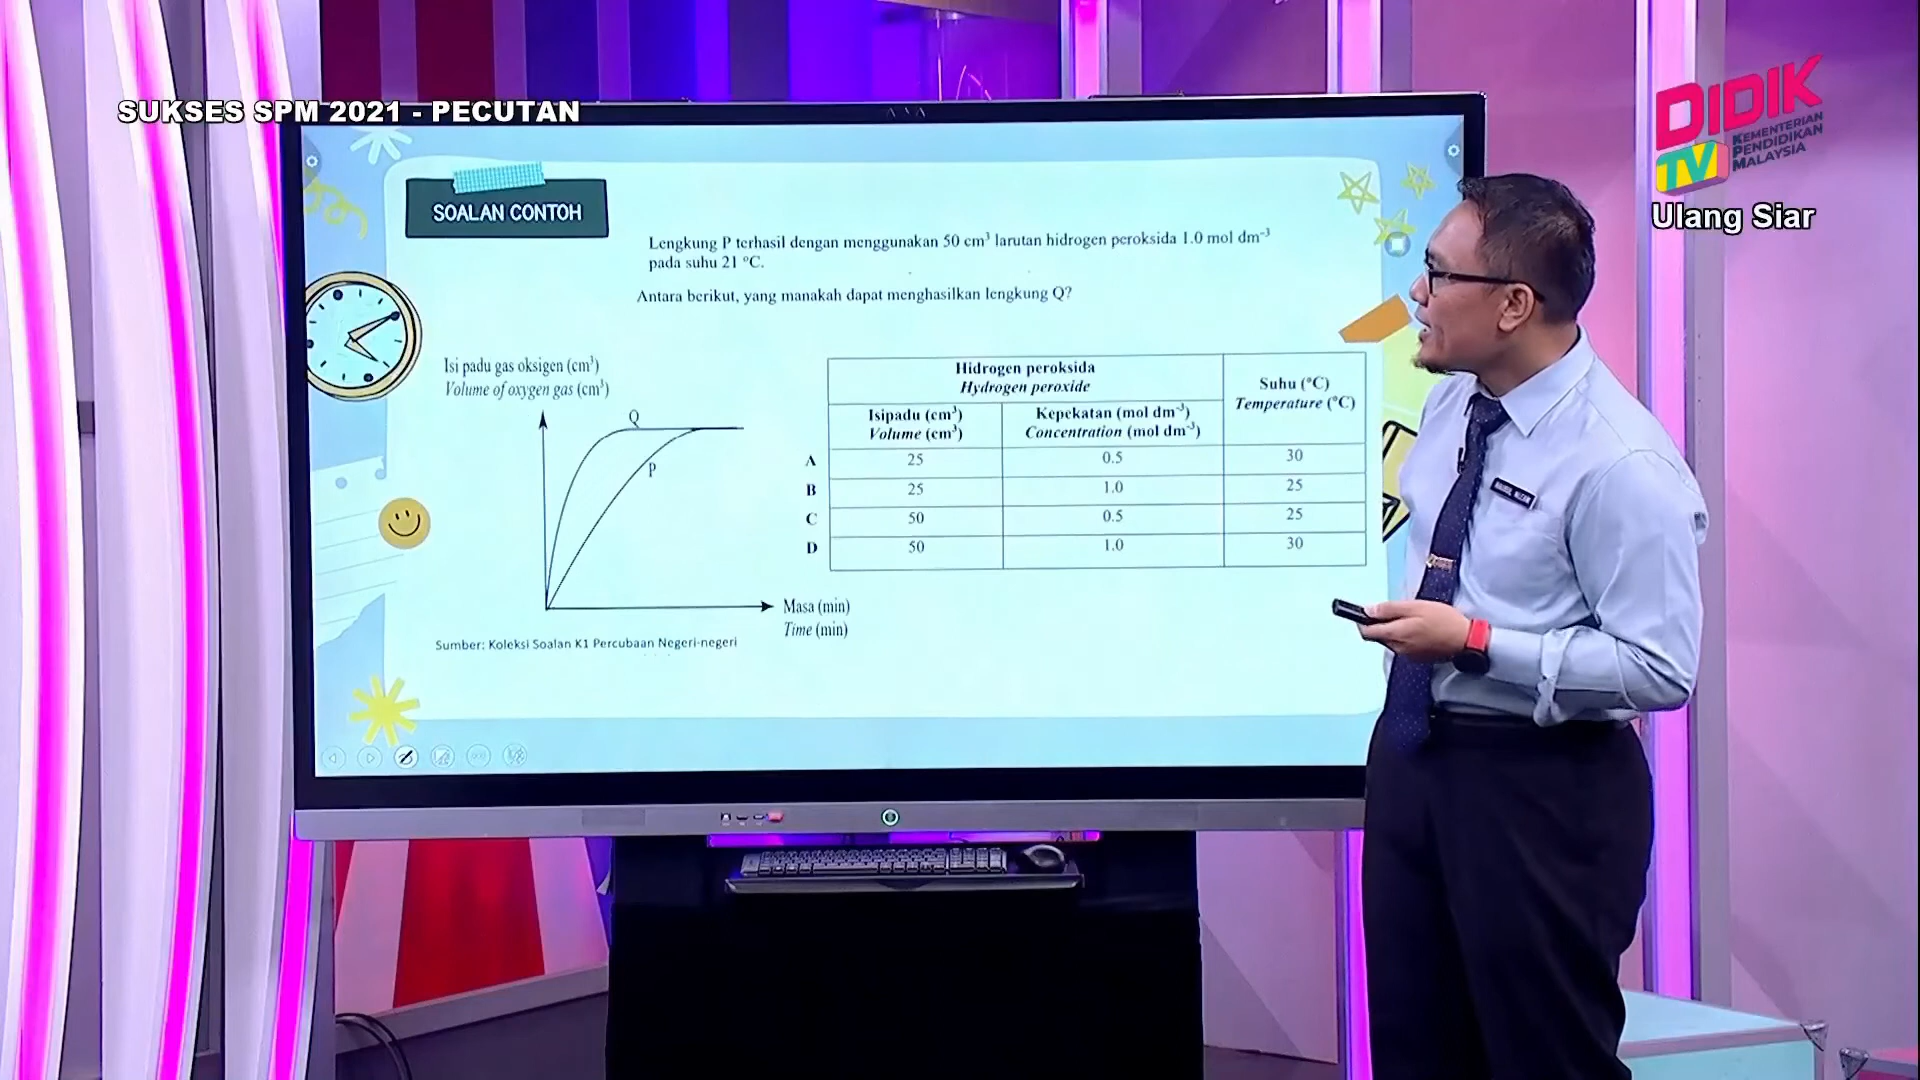 SUKSES SPM 2021 - PECUTAN
DIDIK
TV
KEMENTERIAN
PENDIDIKAN
MALAYSIA
Ulang Siar
SOALAN CONTOH
Lengkung P terhasil dengan menggunakan 50 cm³ larutan hidrogen peroksida 1.0 mol dm⁻³
pada suhu 21 °C.
Antara berikut, yang manakah dapat menghasilkan lengkung Q?
Isi padu gas oksigen (cm³)
Volume of oxygen gas (cm³)
Q
P
Masa (min)
Time (min)
Sumber: Koleksi Soalan K1 Percubaan Negeri-negeri
Hidrogen peroksida
Hydrogen peroxide
Suhu (°C)
Temperature (°C)
Isipadu (cm³)
Volume (cm³)
Kepekatan (mol dm⁻³)
Concentration (mol dm⁻³)
A 25 0.5 30
B 25 1.0 25
C 50 0.5 25
D 50 1.0 30